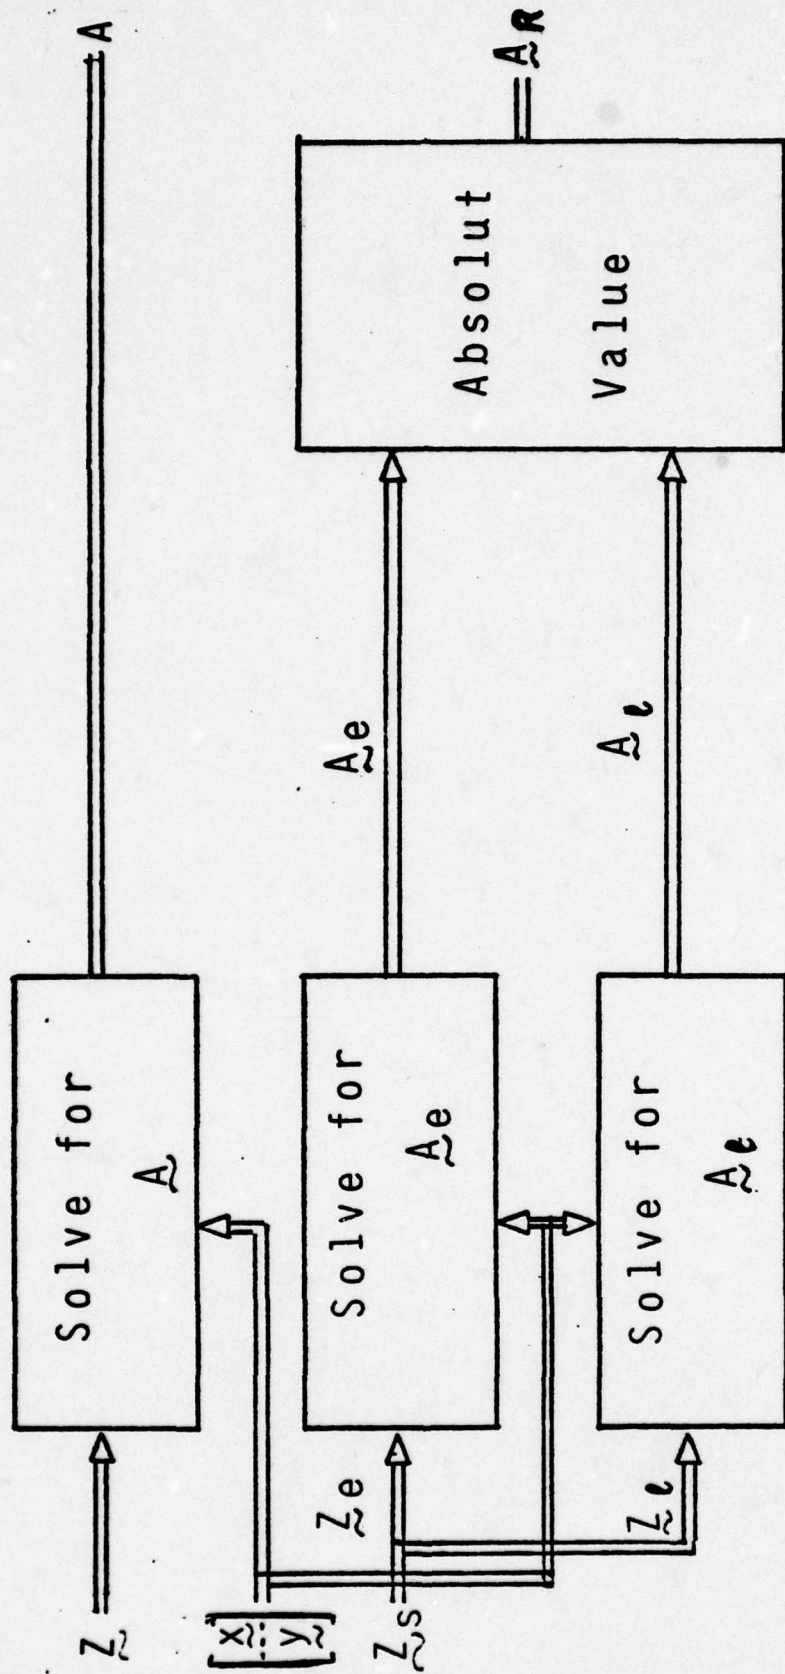 Z
Solve for
A
A
x
y
Zs
Ze
Solve for
Ae
Ae
Zℓ
Solve for
Aℓ
Aℓ
Absolut
Value
AR